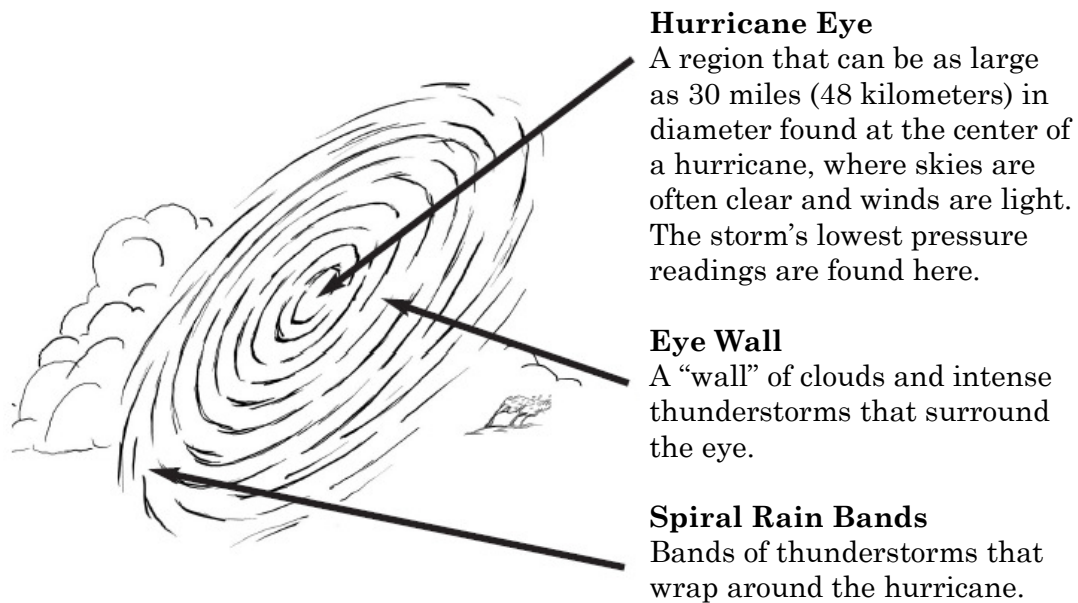 Hurricane Eye
A region that can be as large
as 30 miles (48 kilometers) in
diameter found at the center of
a hurricane, where skies are
often clear and winds are light.
The storm’s lowest pressure
readings are found here.
Eye Wall
A “wall” of clouds and intense
thunderstorms that surround
the eye.
Spiral Rain Bands
Bands of thunderstorms that
wrap around the hurricane.